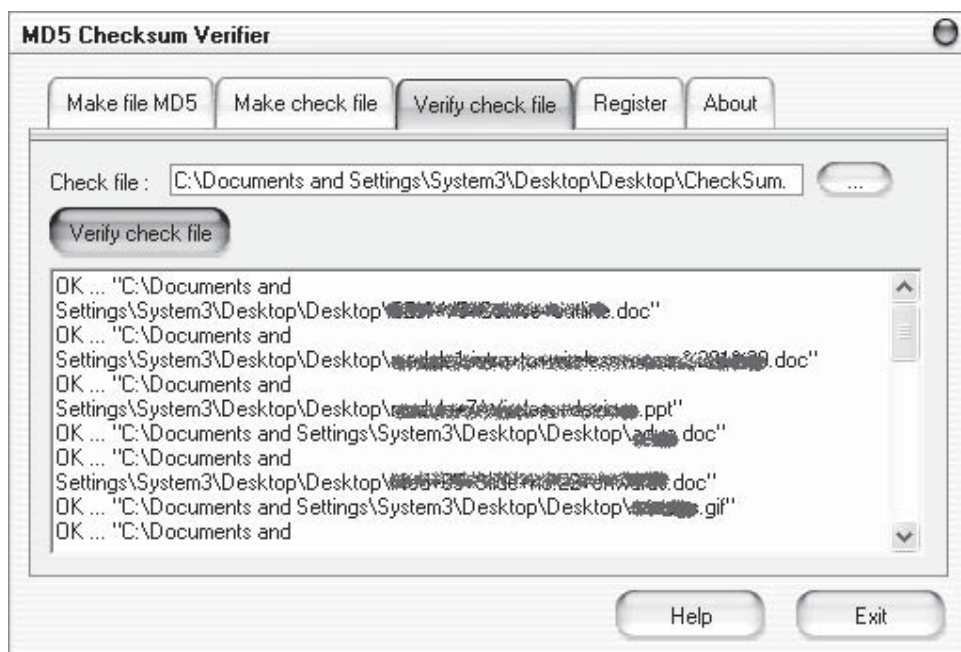 MD5 Checksum Verifier
Make file MD5
Make check file
Verify check file
Register
About
Check file :
C:\Documents and Settings\System3\Desktop\Desktop\CheckSum.
...
Verify check file
OK ... "C:\Documents and
Settings\System3\Desktop\Desktop\ .doc"
OK ... "C:\Documents and
Settings\System3\Desktop\Desktop\ .doc"
OK ... "C:\Documents and
Settings\System3\Desktop\Desktop\ .ppt"
OK ... "C:\Documents and Settings\System3\Desktop\Desktop\ .doc"
OK ... "C:\Documents and
Settings\System3\Desktop\Desktop\ .doc"
OK ... "C:\Documents and Settings\System3\Desktop\Desktop\ .gif"
OK ... "C:\Documents and
Help
Exit